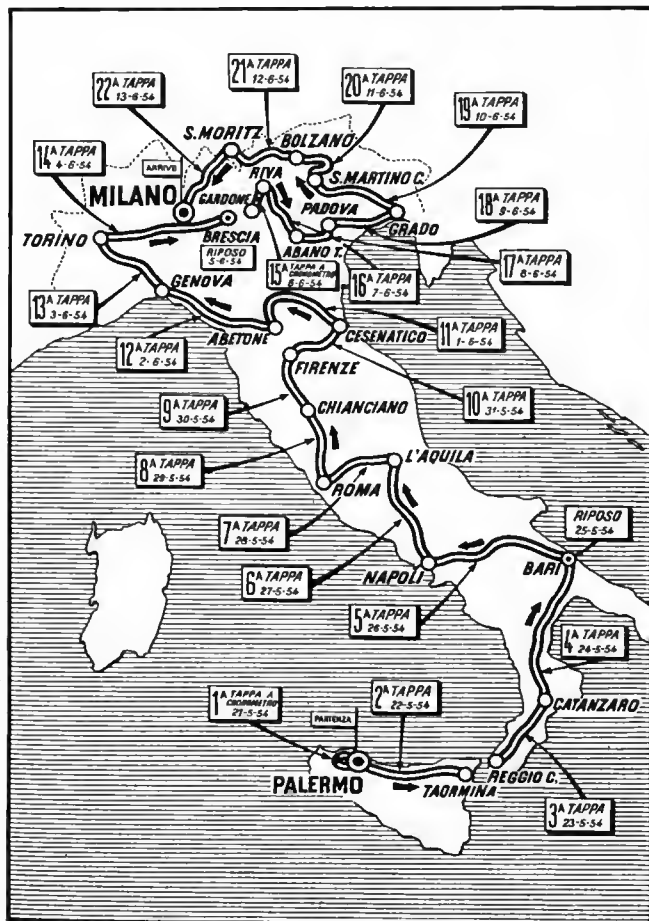 21ᴬ TAPPA
12-6-54
22ᴬ TAPPA
13-6-54
20ᴬ TAPPA
11-6-54
19ᴬ TAPPA
10-6-54
14ᴬ TAPPA
4-6-54
S. MORITZ
BOLZANO
ARRIVO
RIVA
S. MARTINO C.
MILANO
GARDONE
PADOVA
18ᴬ TAPPA
9-6-54
TORINO
BRESCIA
RIPOSO
5-6-54
ABANO T.
GRADO
17ᴬ TAPPA
8-6-54
15ᴬ TAPPA A
CRONOMETRO
6-6-54
16ᴬ TAPPA
7-6-54
13ᴬ TAPPA
3-6-54
GENOVA
12ᴬ TAPPA
2-6-54
ABETONE
CESENATICO
11ᴬ TAPPA
1-6-54
FIRENZE
9ᴬ TAPPA
30-5-54
CHIANCIANO
10ᴬ TAPPA
31-5-54
8ᴬ TAPPA
29-5-54
ROMA
L'AQUILA
7ᴬ TAPPA
28-5-54
RIPOSO
25-5-54
6ᴬ TAPPA
27-5-54
NAPOLI
BARI
5ᴬ TAPPA
26-5-54
4ᴬ TAPPA
24-5-54
1ᴬ TAPPA A
CRONOMETRO
21-5-54
2ᴬ TAPPA
22-5-54
PARTENZA
CATANZARO
PALERMO
TAORMINA
REGGIO C.
3ᴬ TAPPA
23-5-54